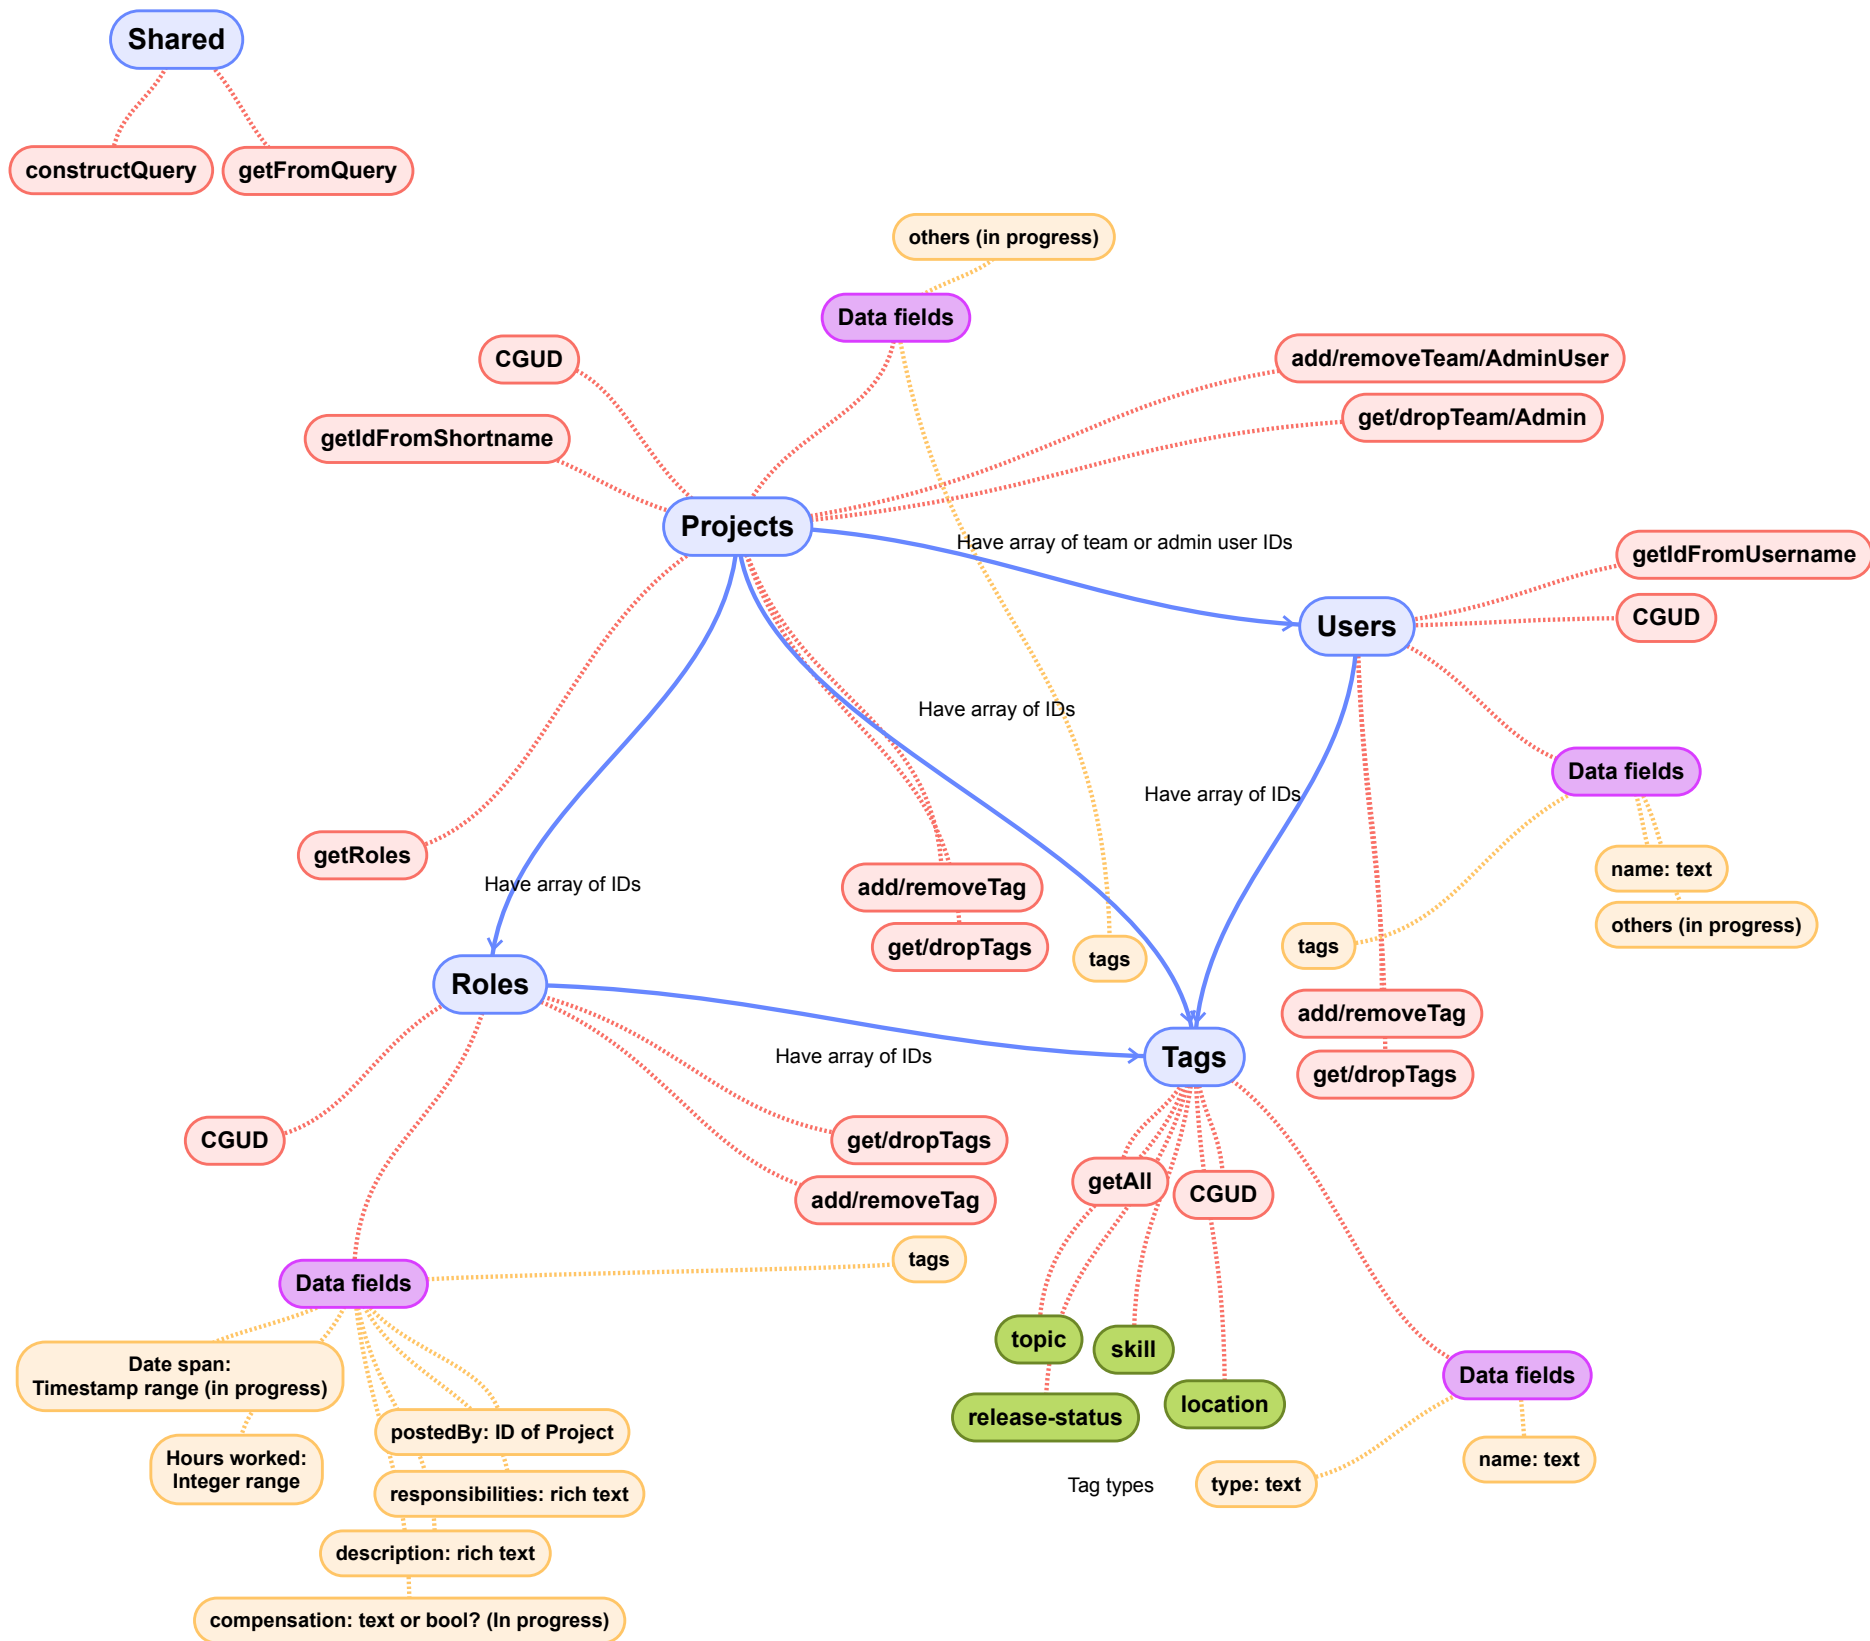 Shared
constructQuery
getFromQuery
others (in progress)
Data fields
CGUD
add/removeTeam/AdminUser
getIdFromShortname
get/dropTeam/Admin
Projects
Have array of team or admin user IDs
getIdFromUsername
CGUD
Users
Have array of IDs
Data fields
Have array of IDs
getRoles
Have array of IDs
add/removeTag
get/dropTags
tags
name: text
others (in progress)
tags
Roles
add/removeTag
Have array of IDs
Tags
get/dropTags
CGUD
get/dropTags
add/removeTag
getAll
CGUD
tags
Data fields
topic
skill
Data fields
Date span:
Timestamp range (in progress)
release-status
location
postedBy: ID of Project
name: text
Hours worked:
Integer range
Tag types
type: text
responsibilities: rich text
description: rich text
compensation: text or bool? (In progress)